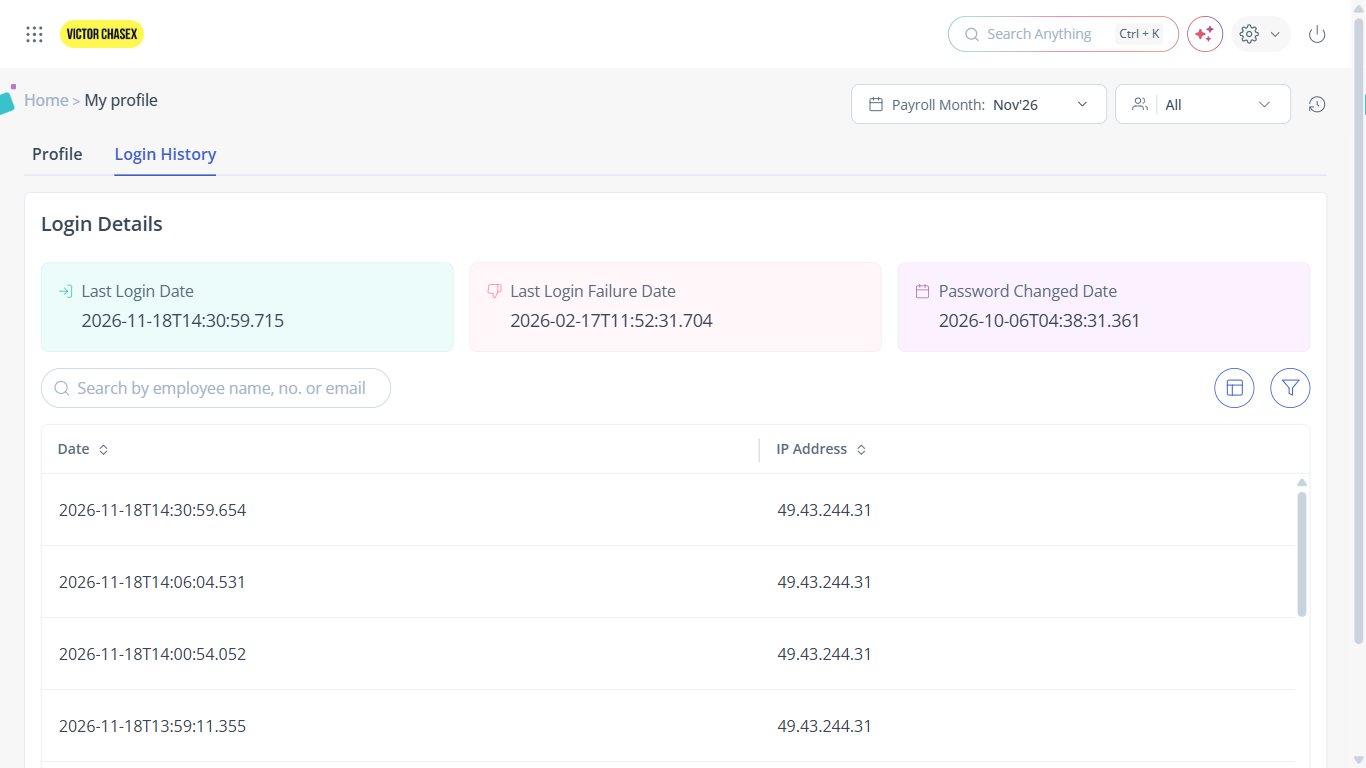 VICTOR CHASEX
Search Anything Ctrl + K
Home > My profile
Payroll Month: Nov'26
All
Profile
Login History
Login Details
Last Login Date
2026-11-18T14:30:59.715
Last Login Failure Date
2026-02-17T11:52:31.704
Password Changed Date
2026-10-06T04:38:31.361
Search by employee name, no. or email
Date IP Address
2026-11-18T14:30:59.654 49.43.244.31
2026-11-18T14:06:04.531 49.43.244.31
2026-11-18T14:00:54.052 49.43.244.31
2026-11-18T13:59:11.355 49.43.244.31